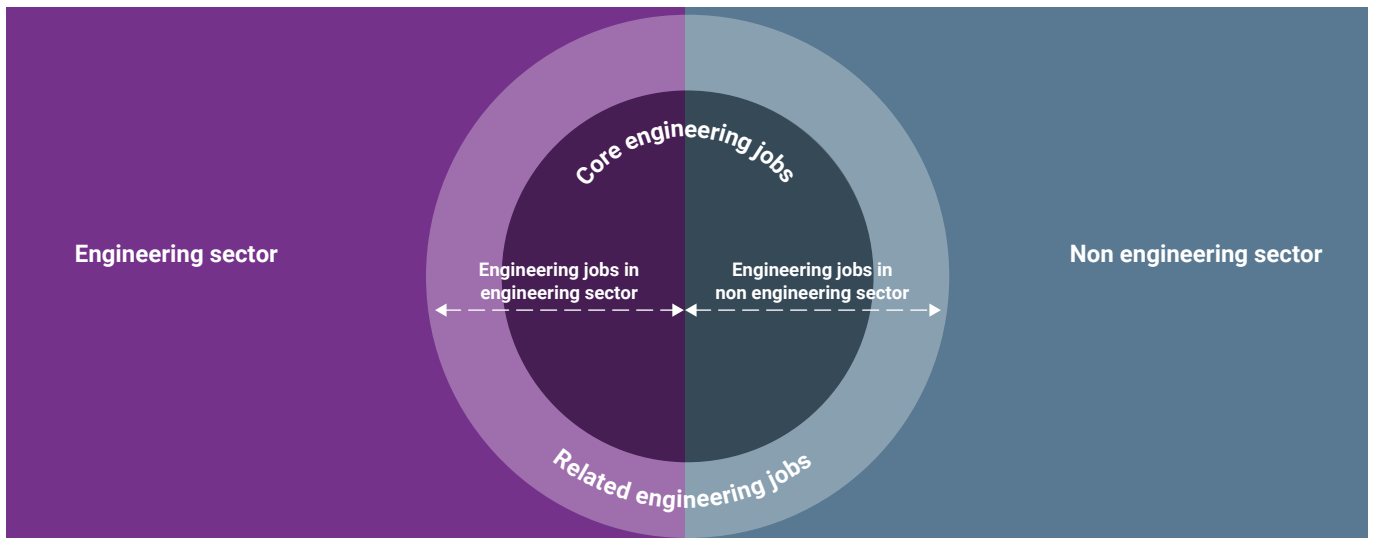 Core engineering jobs
Engineering sector
Non engineering sector
Engineering jobs in
engineering sector
Engineering jobs in
non engineering sector
Related engineering jobs